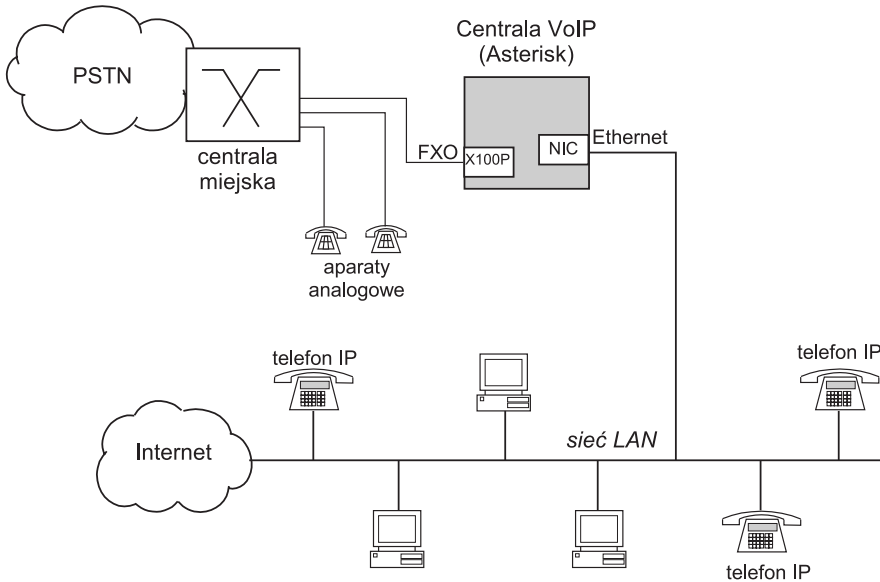 Centrala VoIP
(Asterisk)
PSTN
centrala
miejska
FXO
X100P
NIC
Ethernet
aparaty
analogowe
telefon IP
telefon IP
Internet
sieć LAN
telefon IP